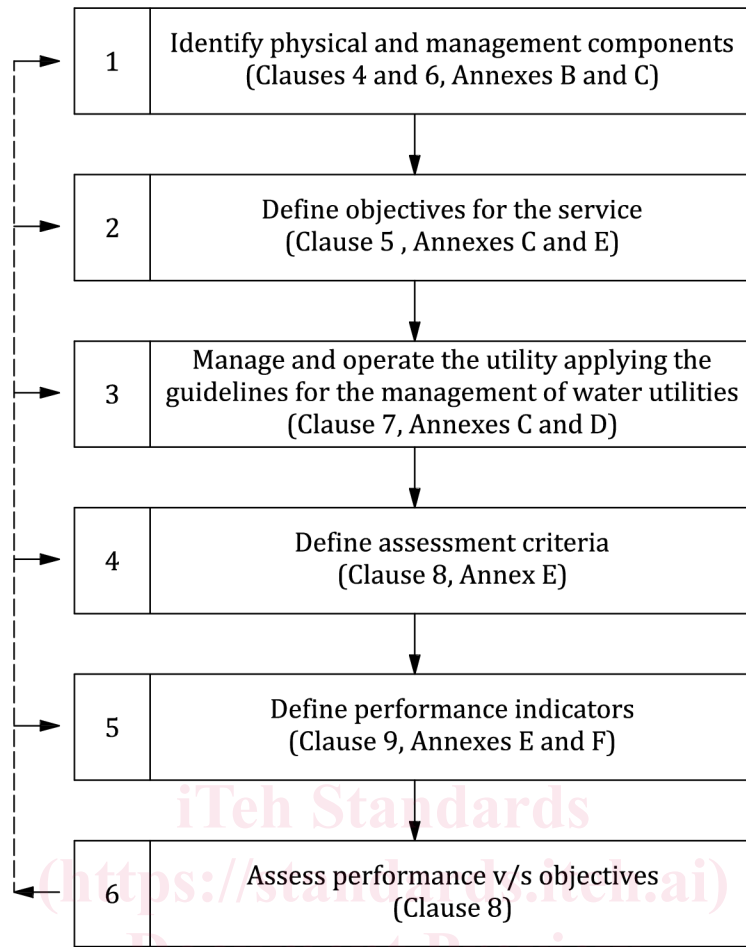 1
Identify physical and management components
(Clauses 4 and 6, Annexes B and C)
2
Define objectives for the service
(Clause 5 , Annexes C and E)
3
Manage and operate the utility applying the
guidelines for the management of water utilities
(Clause 7, Annexes C and D)
4
Define assessment criteria
(Clause 8, Annex E)
5
Define performance indicators
(Clause 9, Annexes E and F)
iTeh Standards
6
Assess performance v/s objectives
(https://standards.iteh.ai)
(Clause 8)